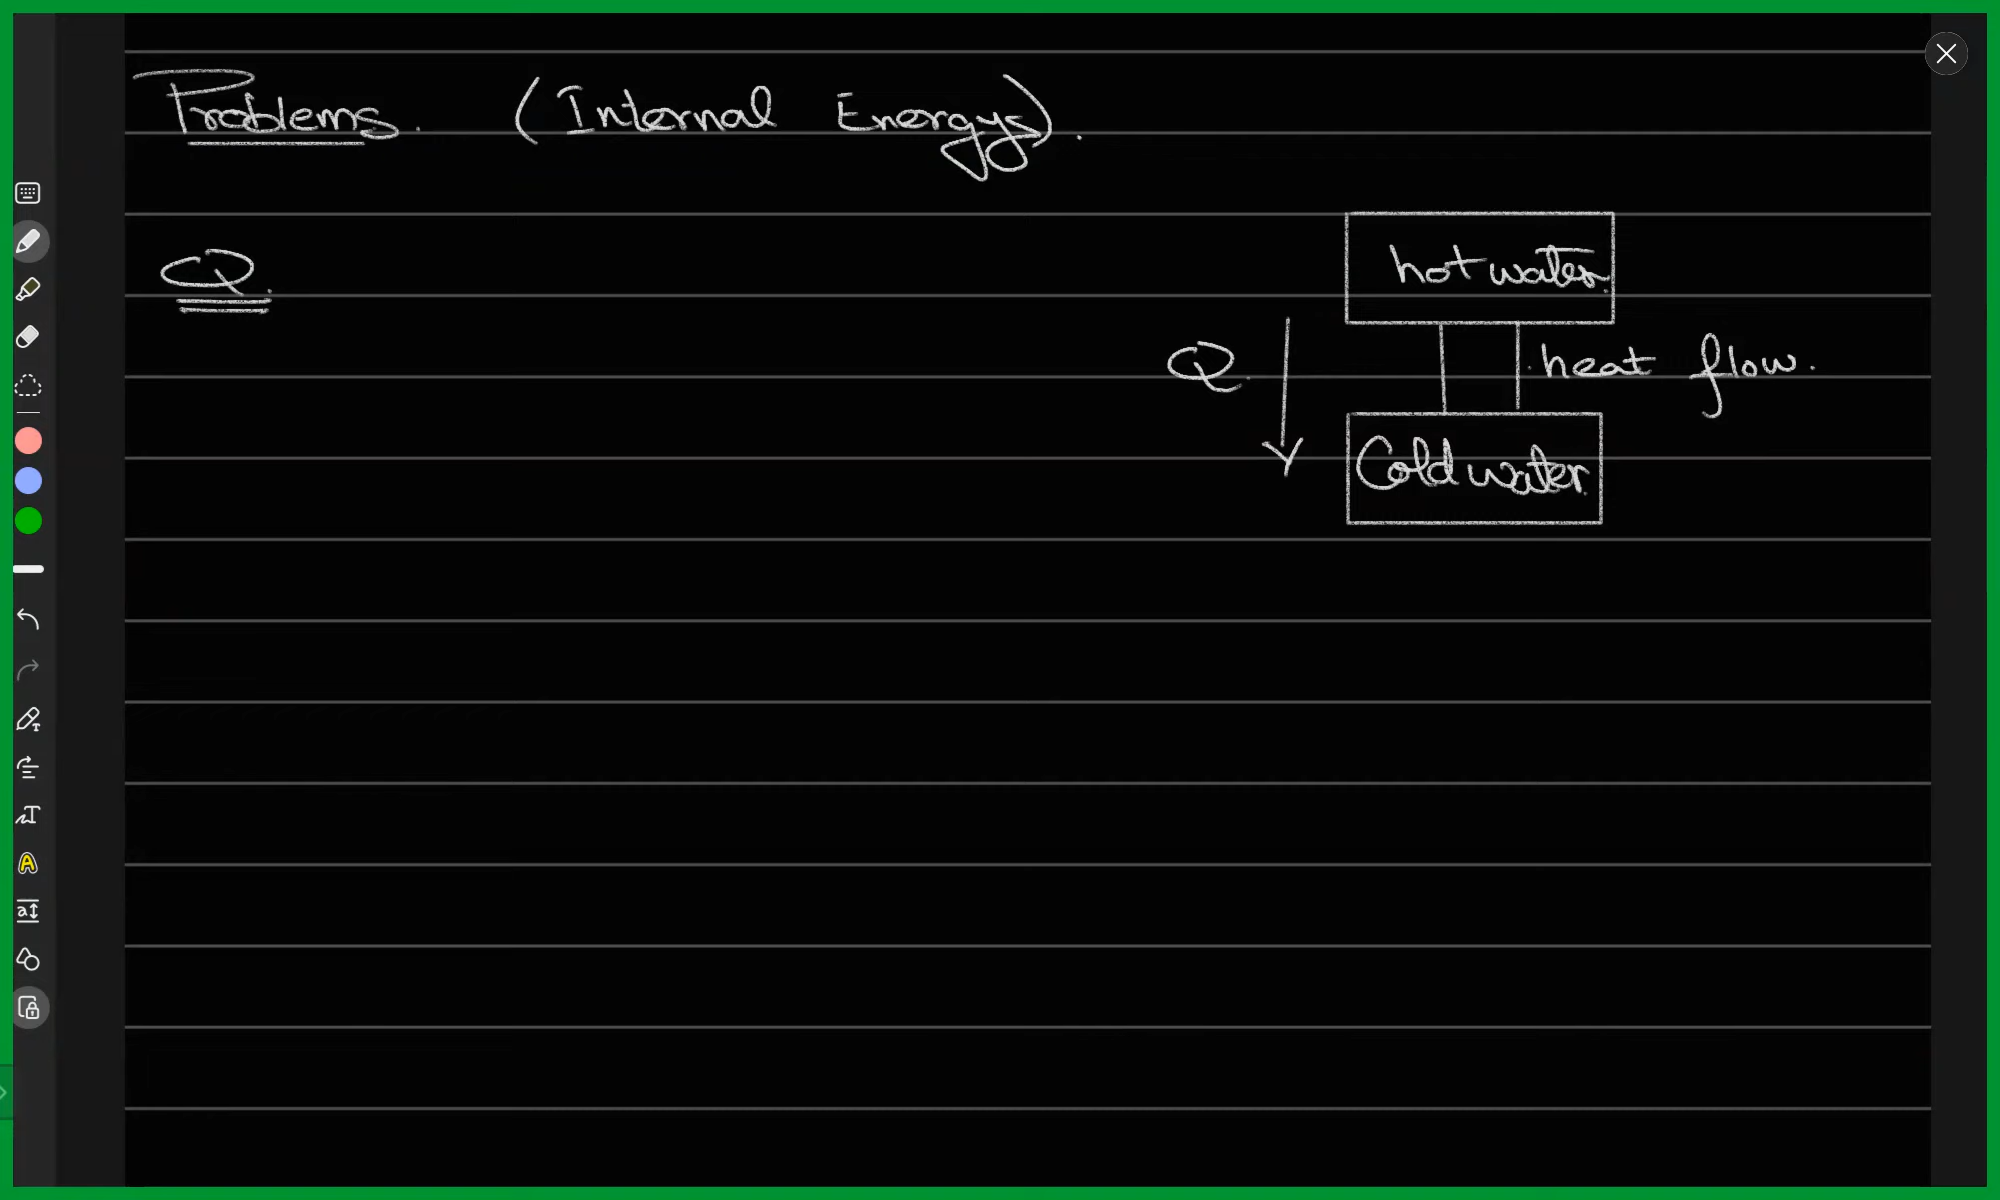 Problems. (Internal Energy).
Q.
hot water.
Q. heat flow.
Cold water.